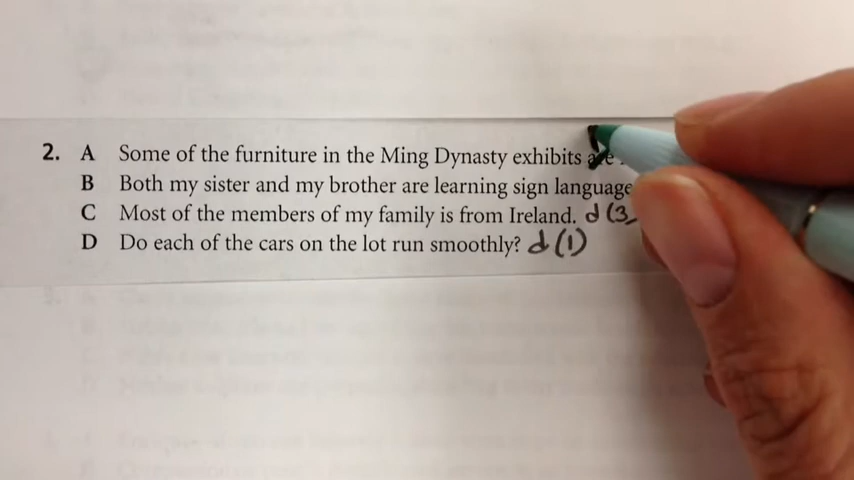 2. A Some of the furniture in the Ming Dynasty exhibits are
B Both my sister and my brother are learning sign language
C Most of the members of my family is from Ireland. d (3
D Do each of the cars on the lot run smoothly? d (1)